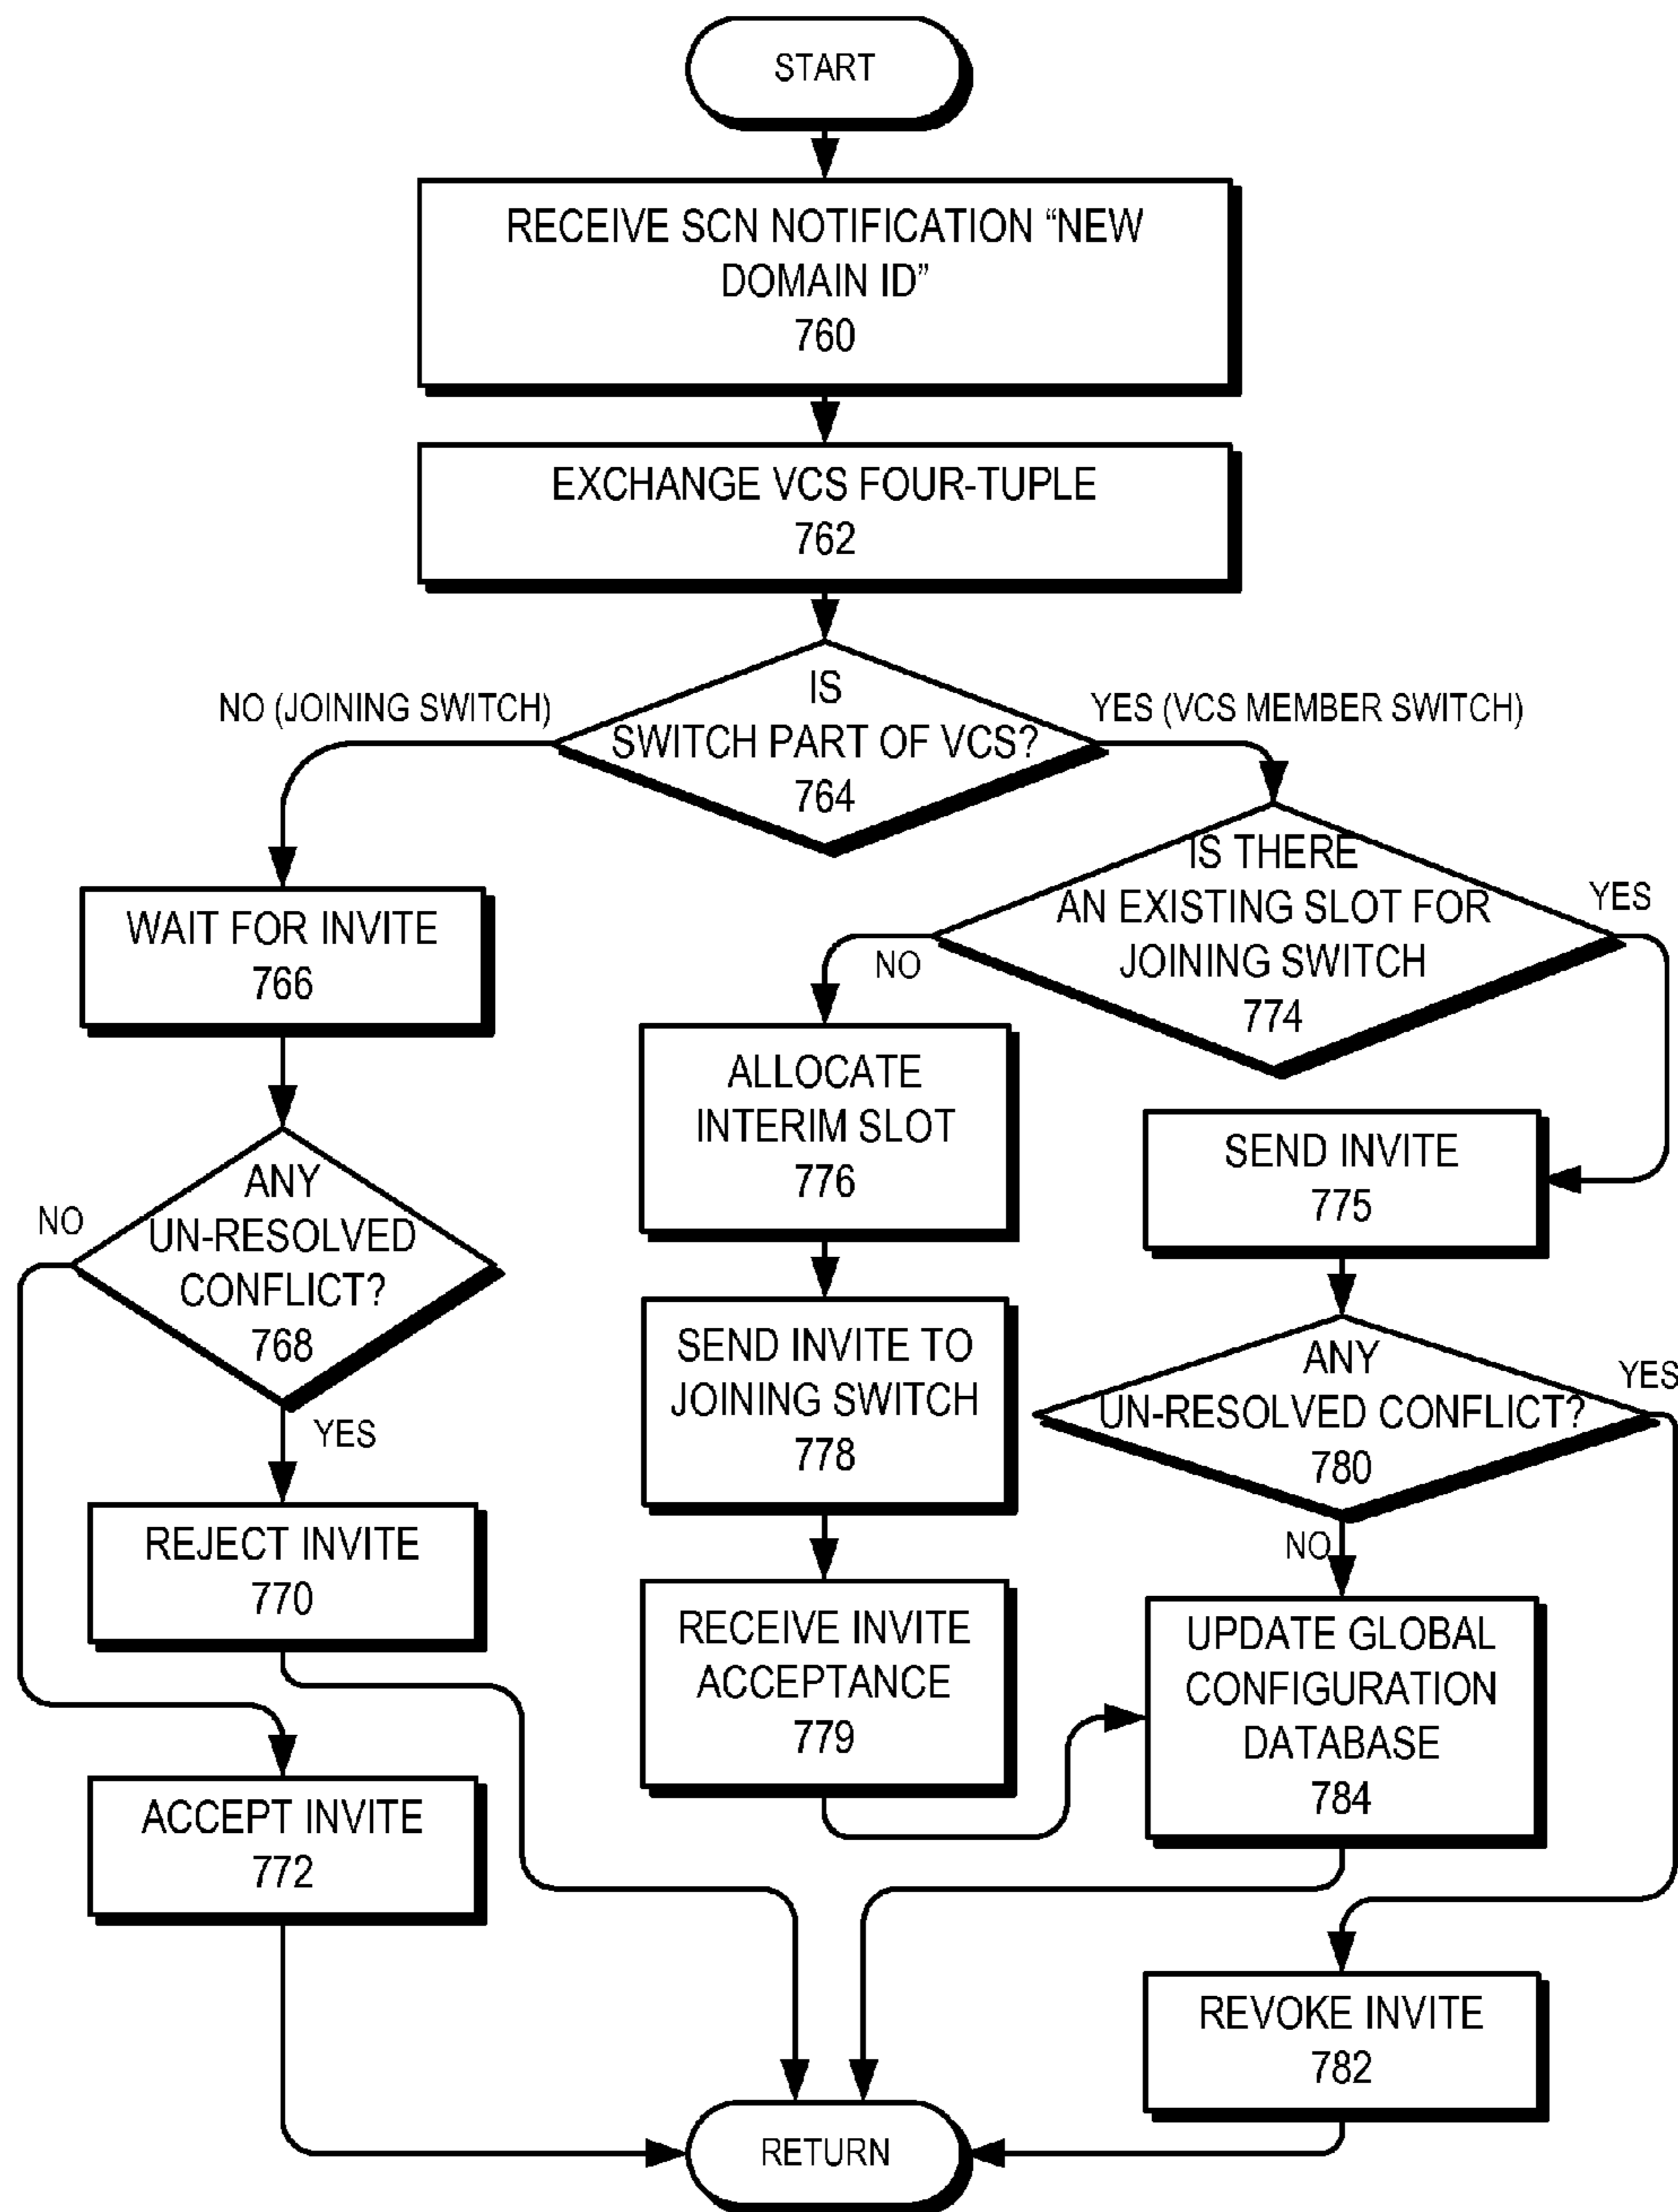 START
RECEIVE SCN NOTIFICATION “NEW
DOMAIN ID”
760
EXCHANGE VCS FOUR-TUPLE
762
IS
SWITCH PART OF VCS?
764
NO (JOINING SWITCH)
YES (VCS MEMBER SWITCH)
WAIT FOR INVITE
766
ANY
UN-RESOLVED
CONFLICT?
768
NO
YES
REJECT INVITE
770
ACCEPT INVITE
772
IS THERE
AN EXISTING SLOT FOR
JOINING SWITCH
774
NO
YES
ALLOCATE
INTERIM SLOT
776
SEND INVITE TO
JOINING SWITCH
778
RECEIVE INVITE
ACCEPTANCE
779
SEND INVITE
775
ANY
UN-RESOLVED CONFLICT?
780
YES
NO
UPDATE GLOBAL
CONFIGURATION
DATABASE
784
REVOKE INVITE
782
RETURN